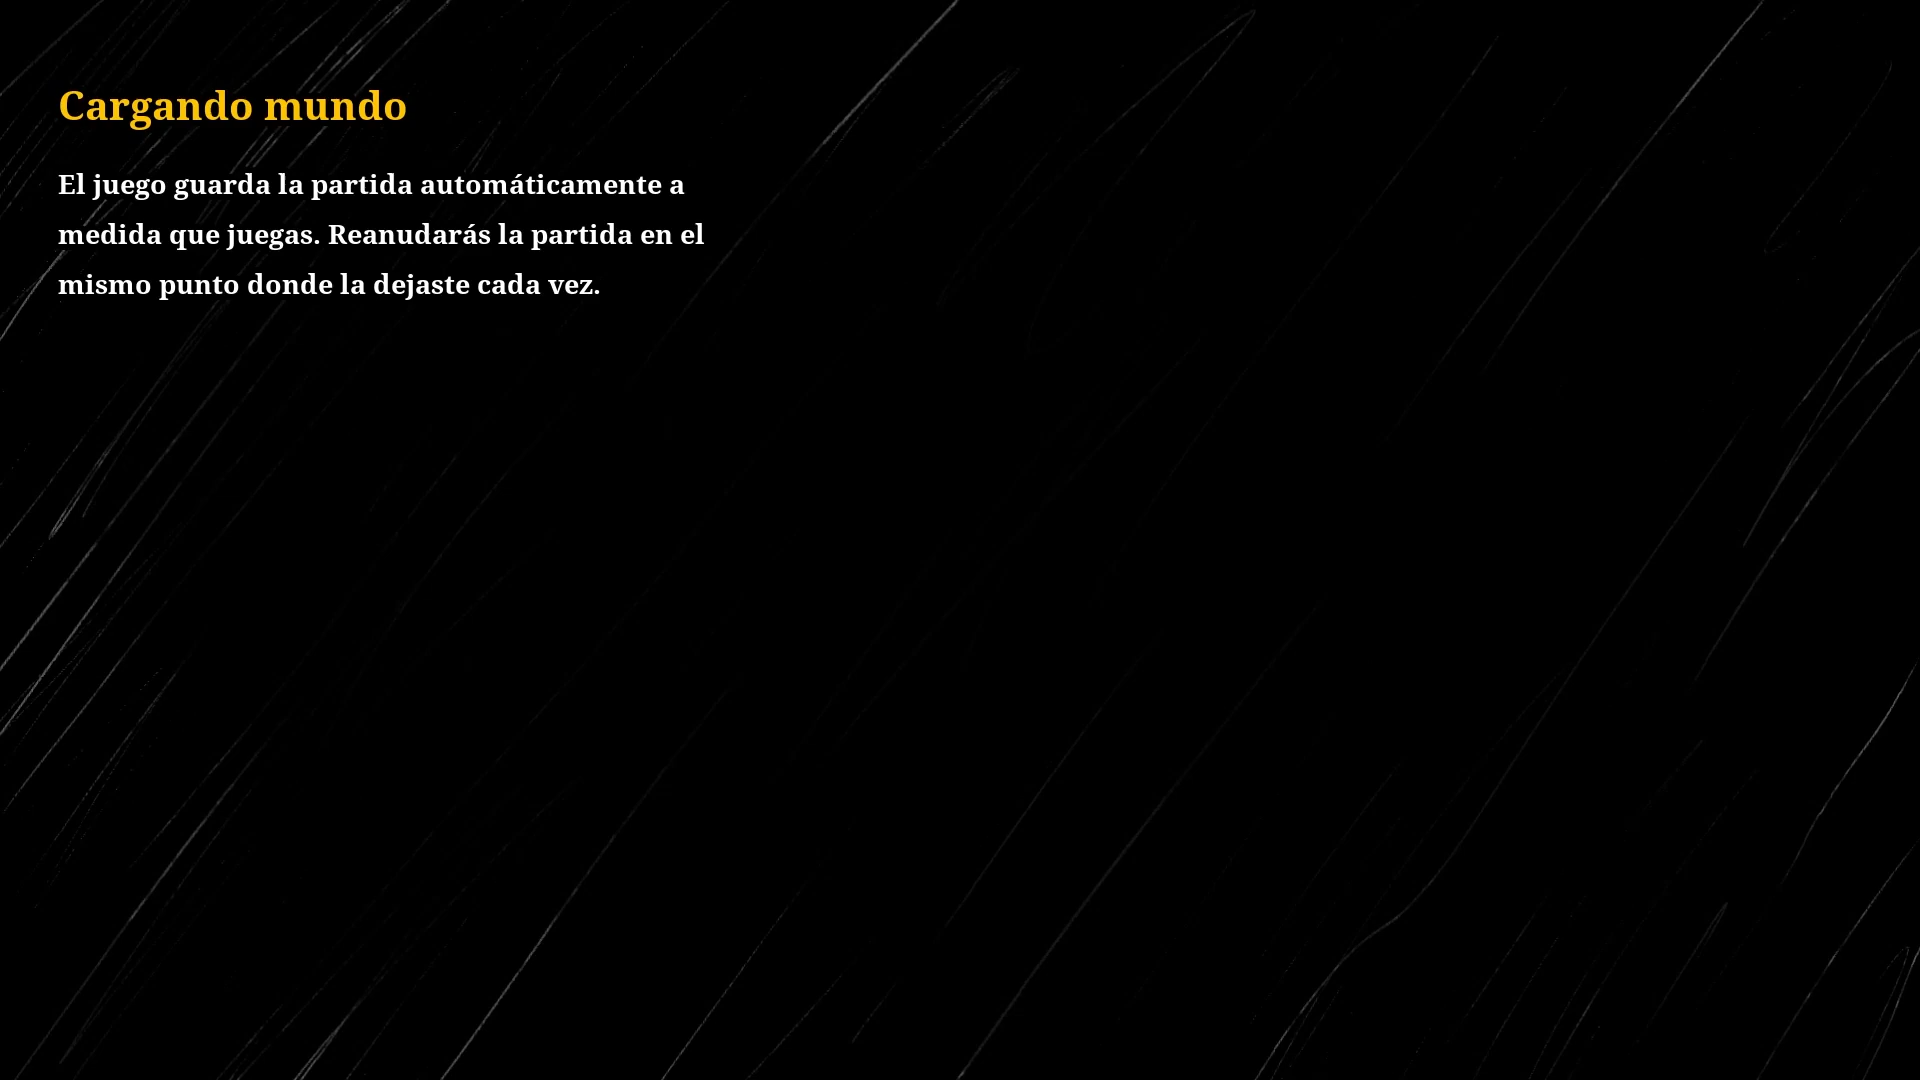 Cargando mundo
El juego guarda la partida automáticamente a
medida que juegas. Reanudarás la partida en el
mismo punto donde la dejaste cada vez.